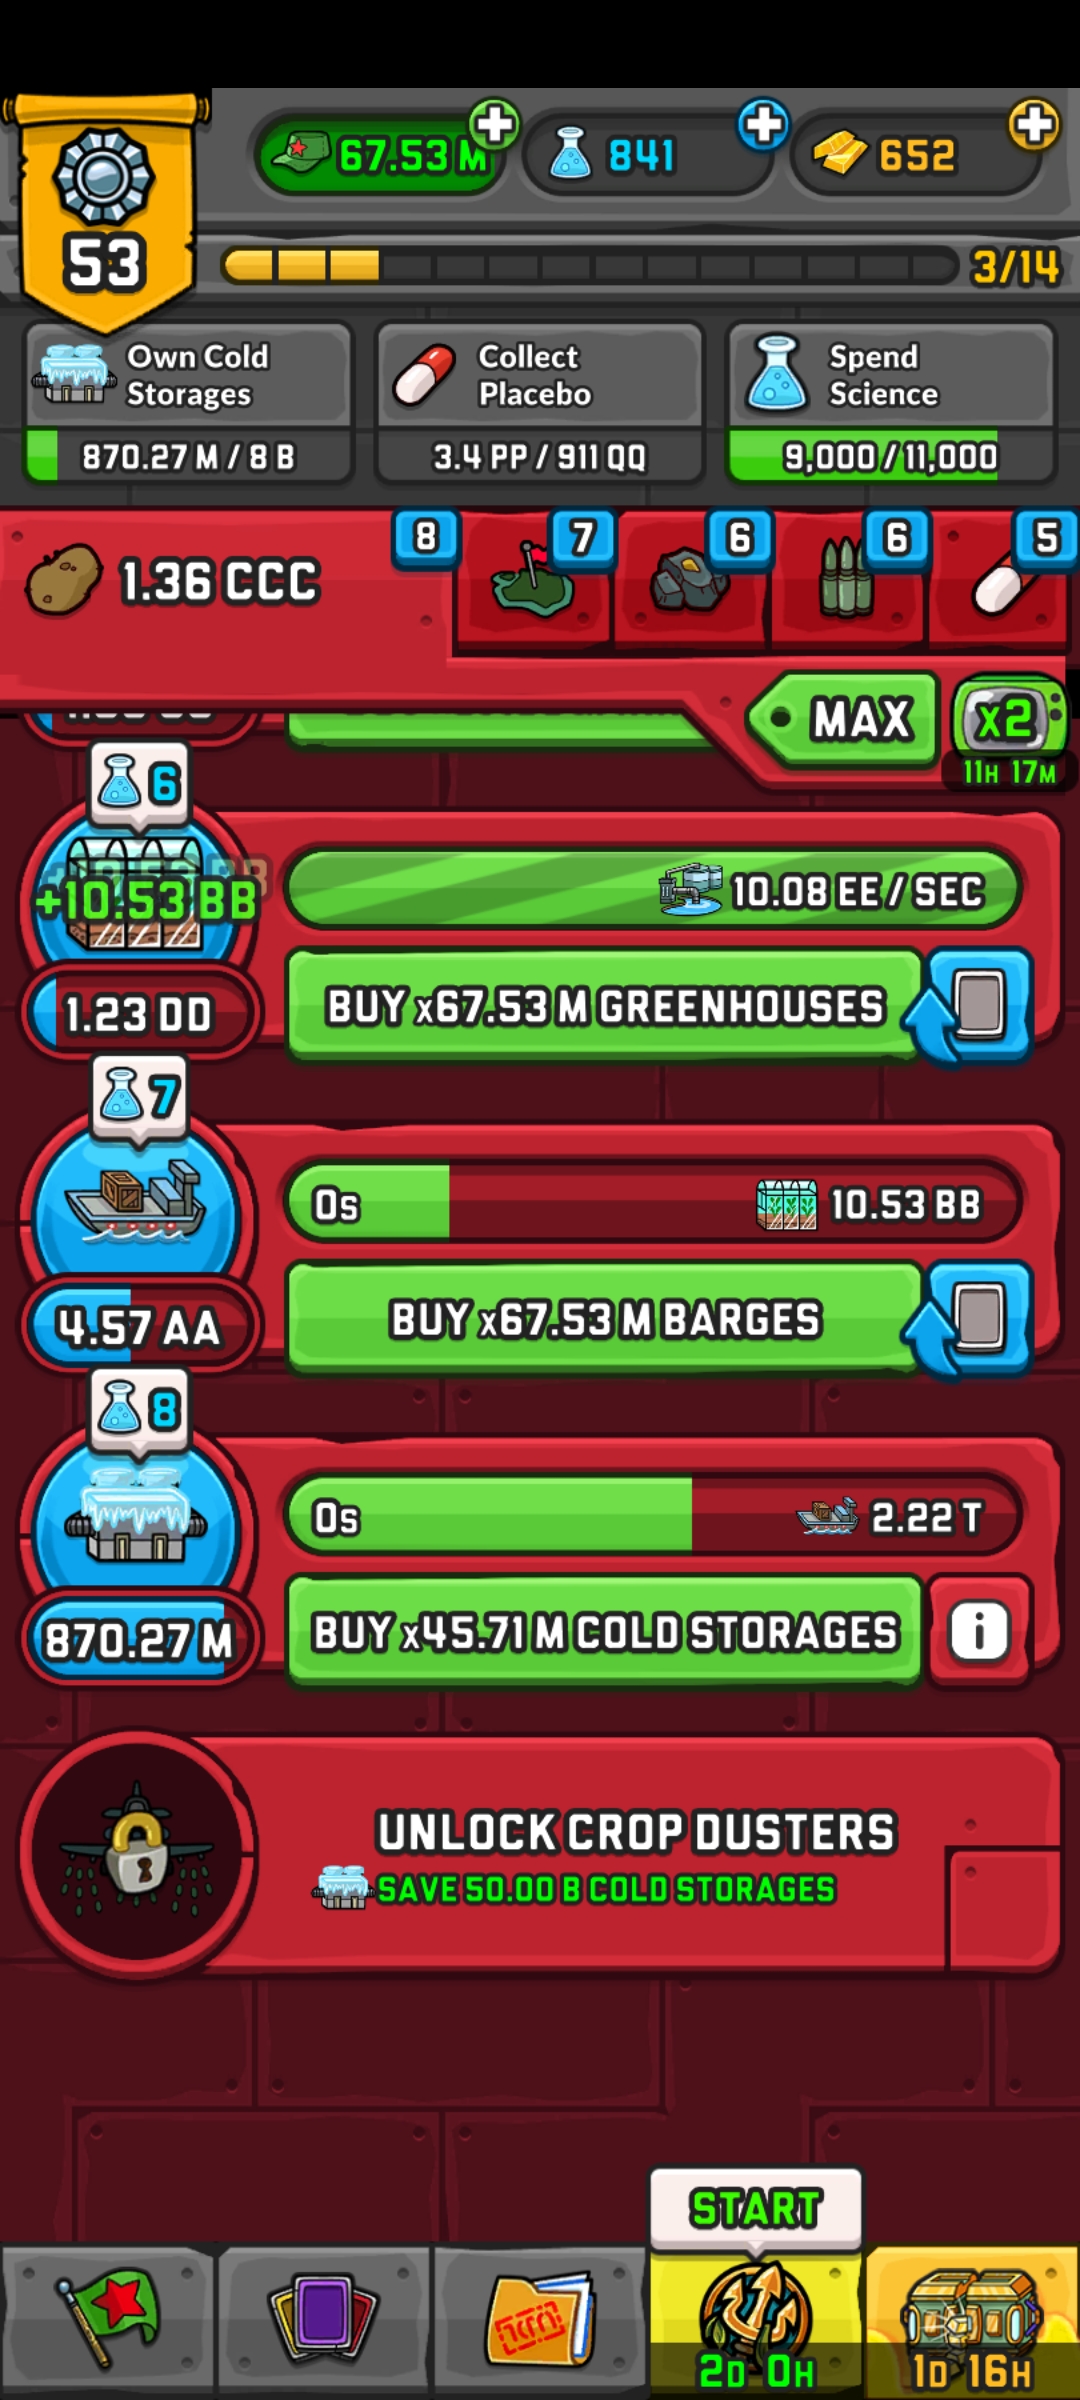 53
67.53 M
841
652
3/14
Own Cold
Storages
870.27 M / 8 B
Collect
Placebo
3.4 PP / 911 QQ
Spend
Science
9,000 / 11,000
1.36 CCC
8
7
6
6
5
MAX
x2
11H 17M
6
+10.53 BB
10.08 EE / SEC
1.23 DD
BUY x67.53 M GREENHOUSES
7
0s
10.53 BB
4.57 AA
BUY x67.53 M BARGES
8
0s
2.22 T
870.27 M
BUY x45.71 M COLD STORAGES
i
UNLOCK CROP DUSTERS
SAVE 50.00 B COLD STORAGES
START
2D 0H
1D 16H